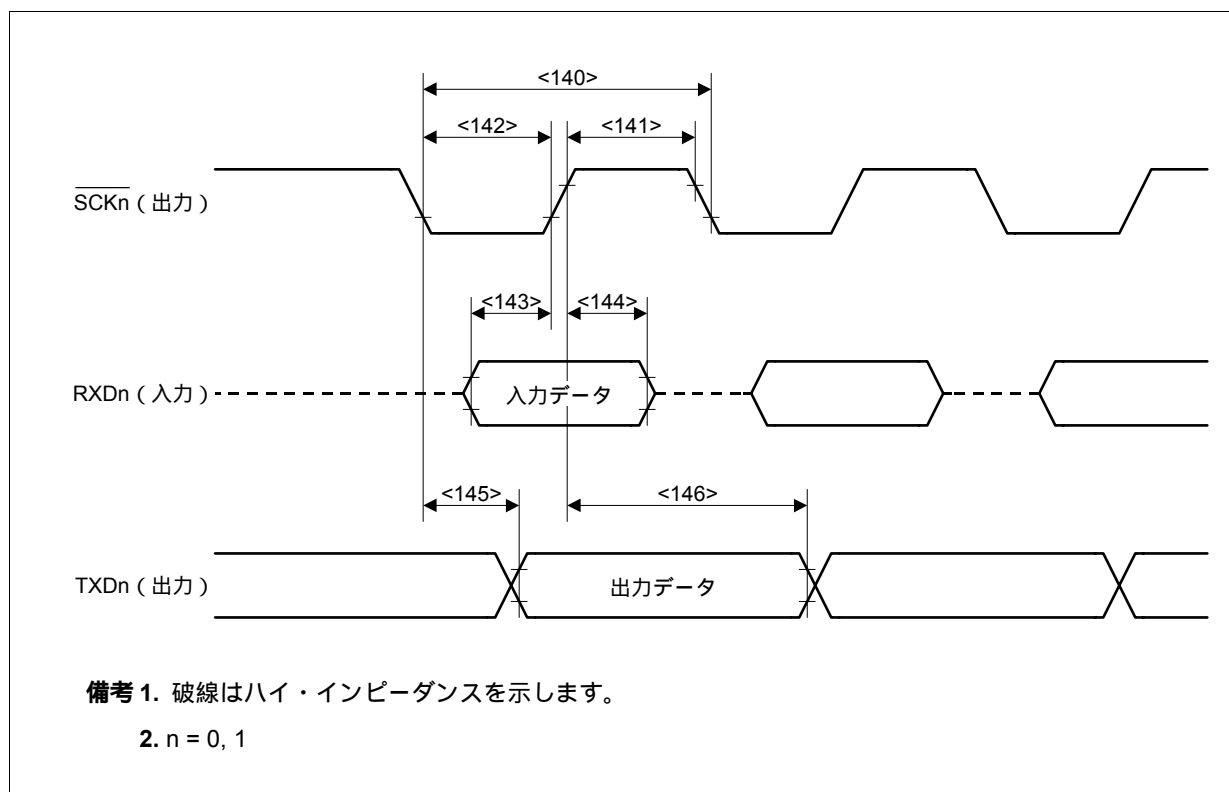 <140>
<142> <141>
SCKn（出力）
<143> <144>
RXDn（入力） 入力データ
<145> <146>
TXDn（出力） 出力データ
備考 1. 破線はハイ・インピーダンスを示します。
2. n = 0, 1